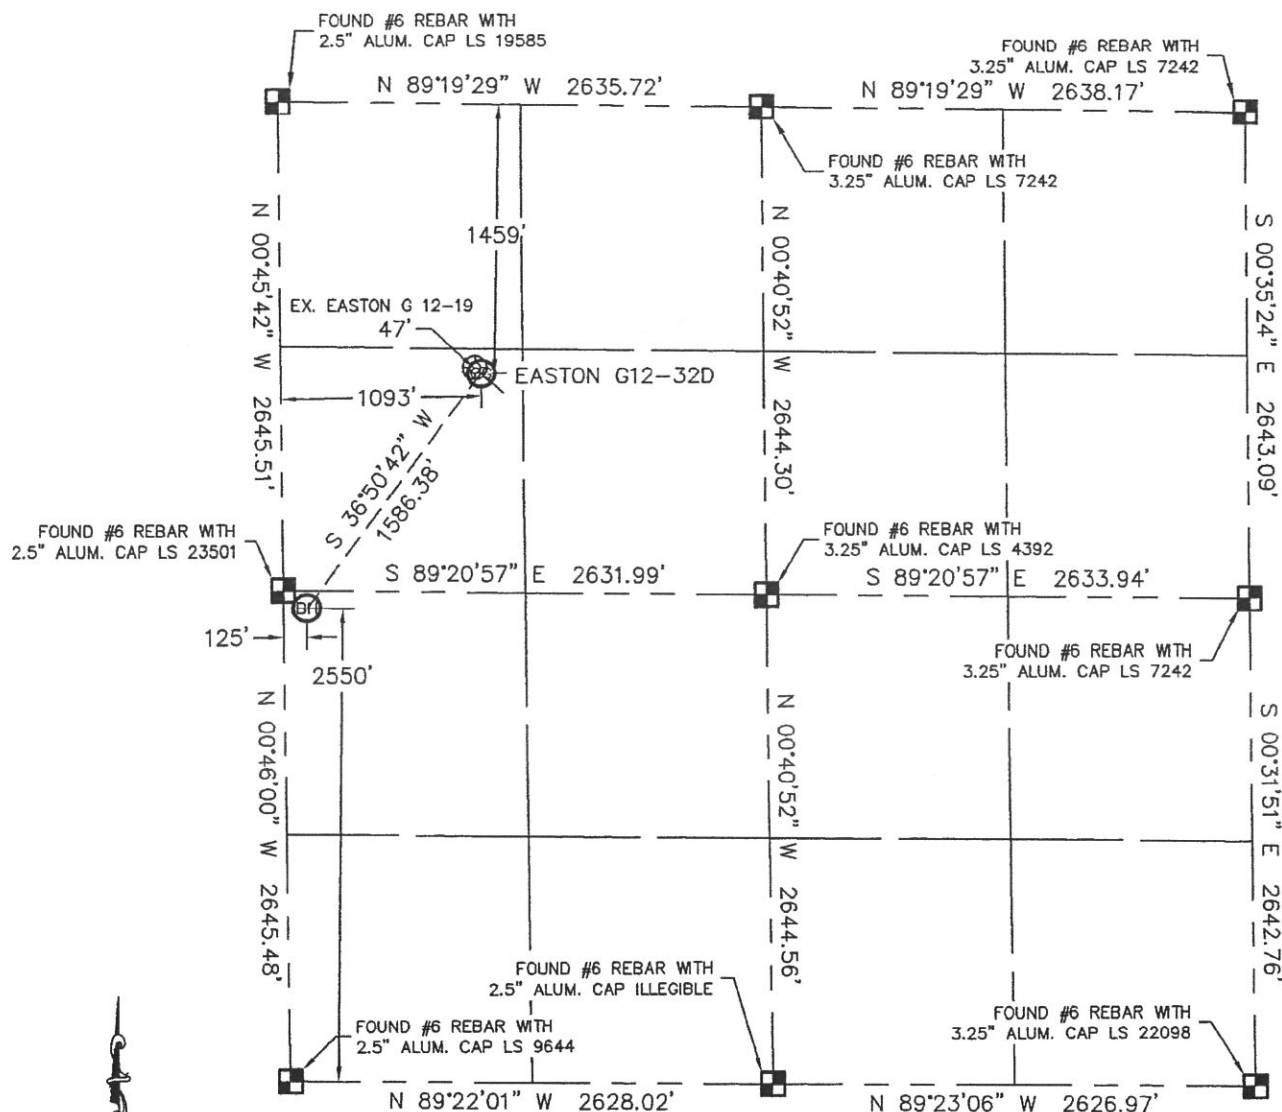 FOUND #6 REBAR WITH
2.5" ALUM. CAP LS 19585
FOUND #6 REBAR WITH
3.25" ALUM. CAP LS 7242
N 89°19'29" W 2635.72'
N 89°19'29" W 2638.17'
FOUND #6 REBAR WITH
3.25" ALUM. CAP LS 7242
N 00°45'42" W 2645.51'
1459'
N 00°40'52" W 2644.30'
S 00°35'24" E 2643.09'
EX. EASTON G 12-19
47'
EASTON G12-32D
1093'
S 36°50'42" W
1586.38'
FOUND #6 REBAR WITH
2.5" ALUM. CAP LS 23501
FOUND #6 REBAR WITH
3.25" ALUM. CAP LS 4392
S 89°20'57" E 2631.99'
S 89°20'57" E 2633.94'
BH
125'
2550'
FOUND #6 REBAR WITH
3.25" ALUM. CAP LS 7242
N 00°46'00" W 2645.48'
N 00°40'52" W 2644.56'
S 00°31'51" E 2642.76'
FOUND #6 REBAR WITH
2.5" ALUM. CAP ILLEGIBLE
FOUND #6 REBAR WITH
2.5" ALUM. CAP LS 9644
FOUND #6 REBAR WITH
3.25" ALUM. CAP LS 22098
N 89°22'01" W 2628.02'
N 89°23'06" W 2626.97'